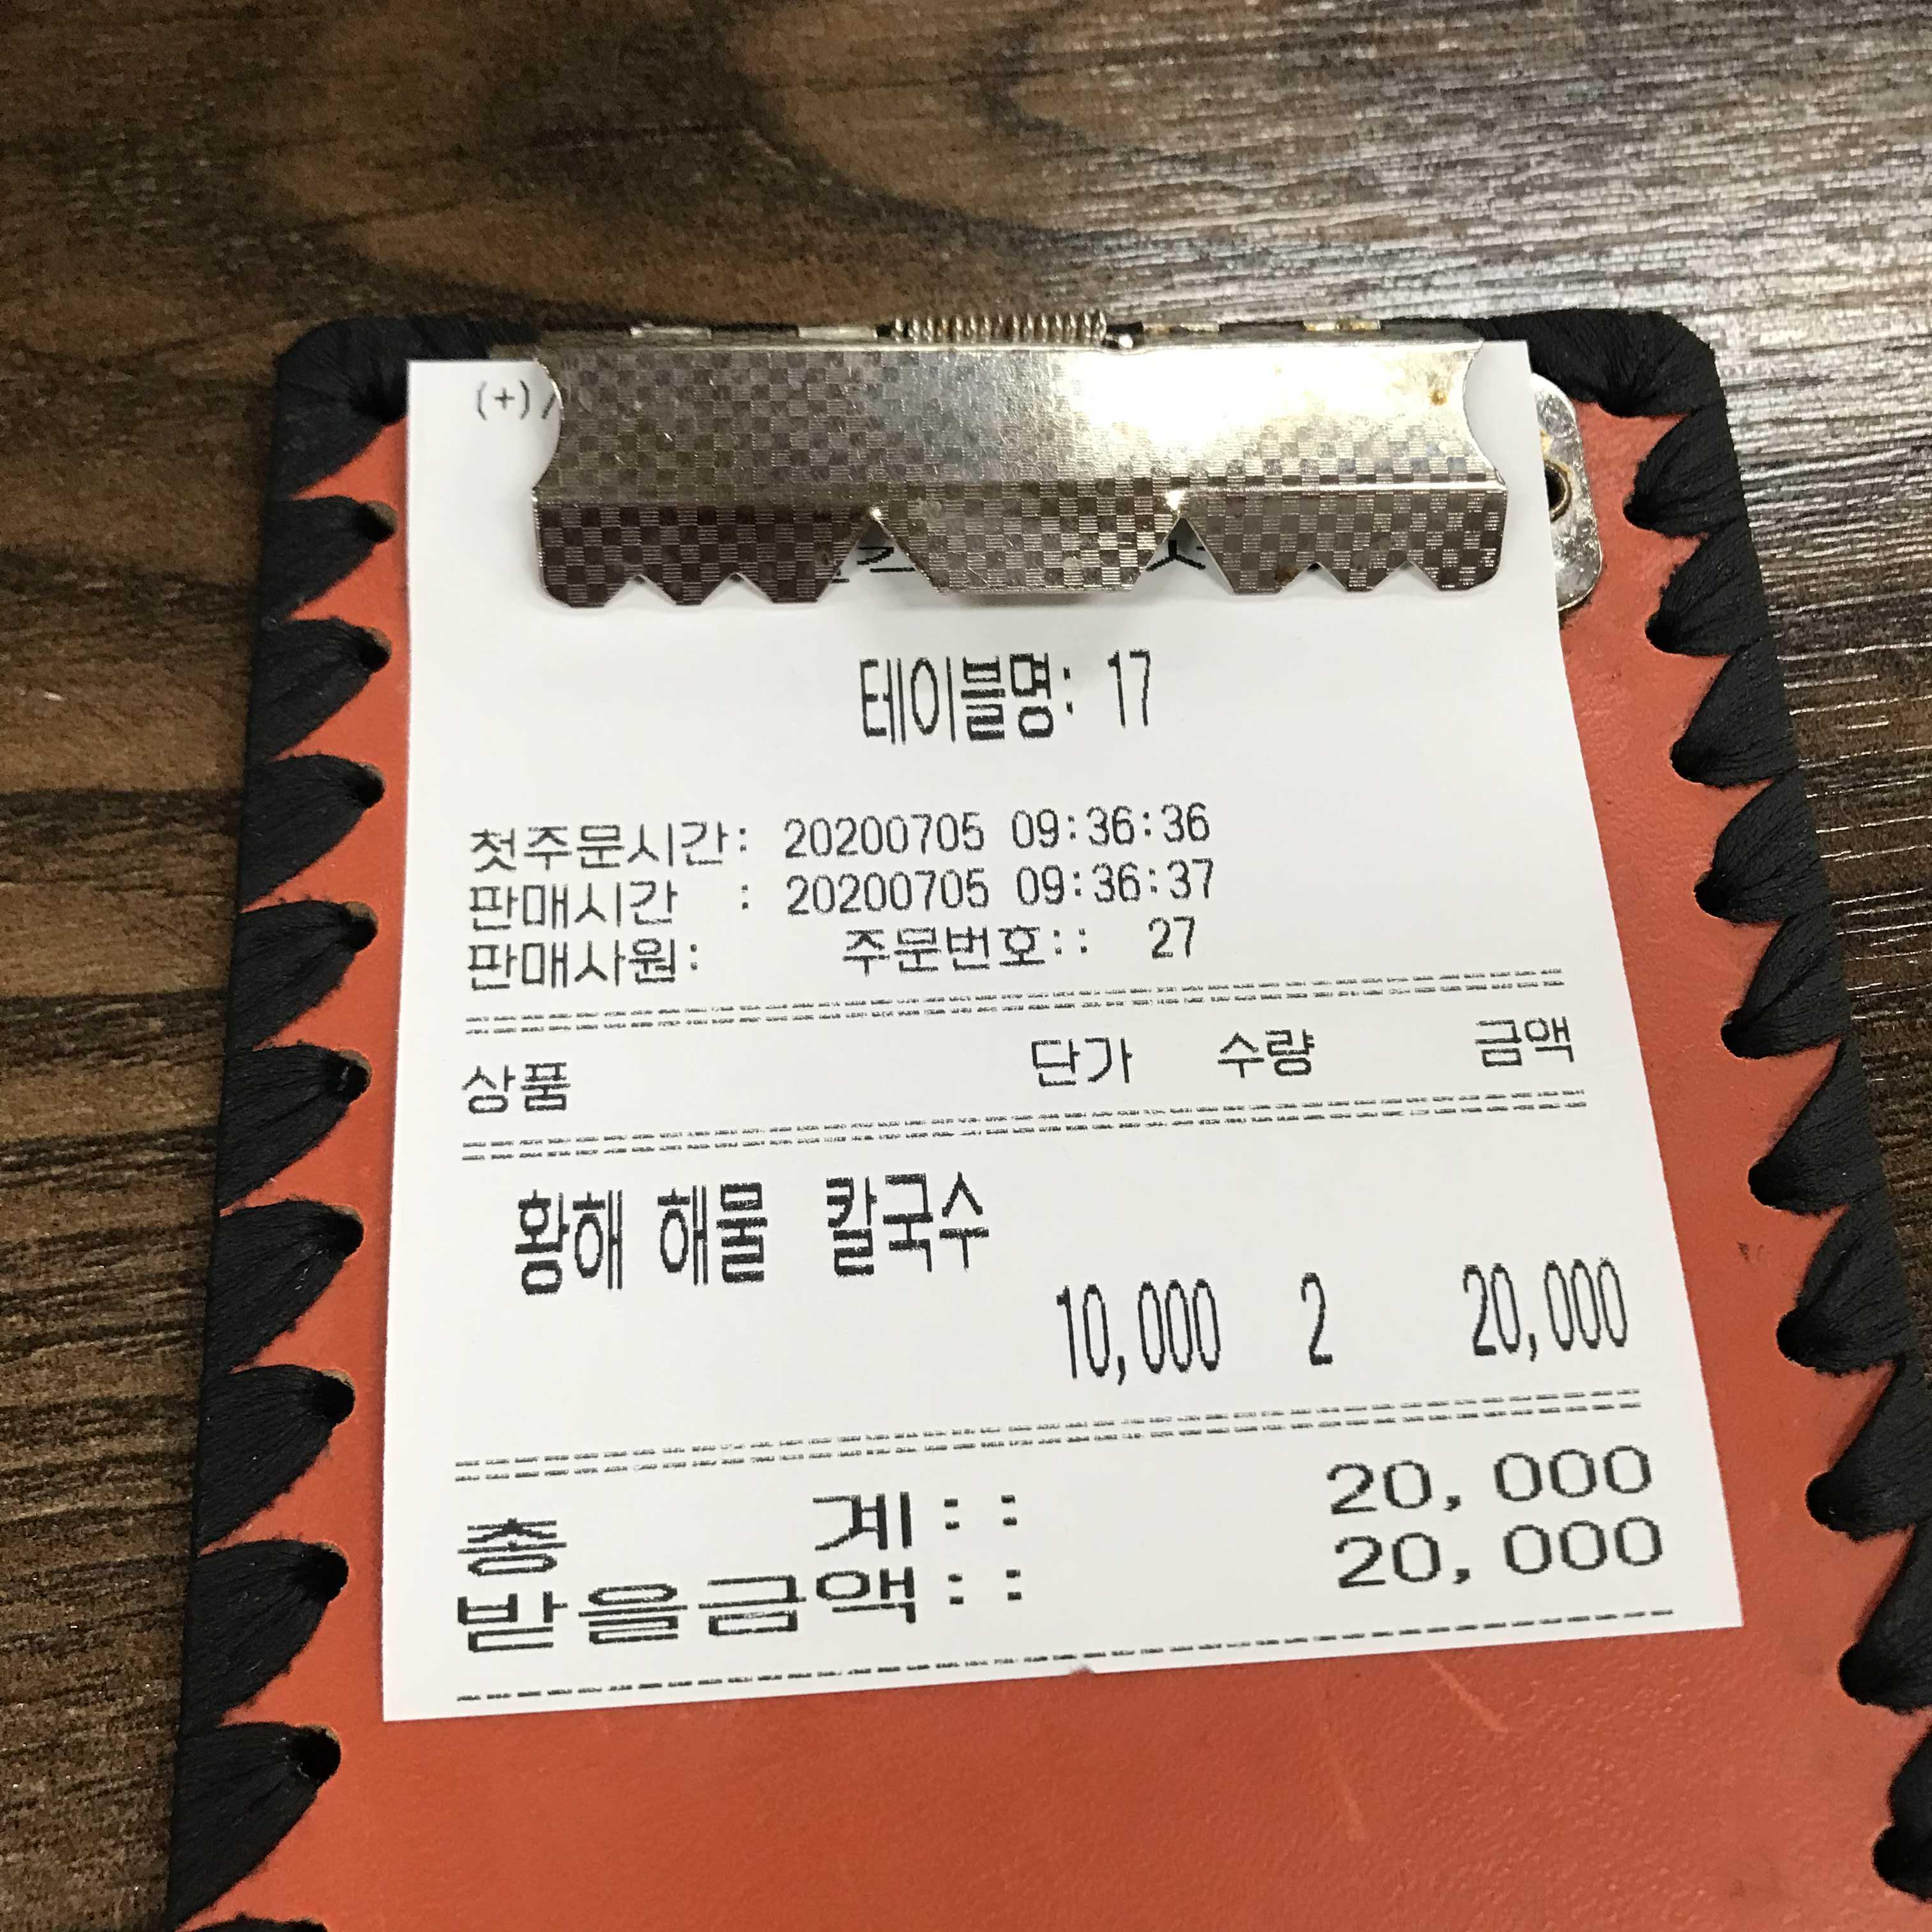 (+)
테이블명: 17
첫주문시간: 20200705 09:36:36
판매시간 : 20200705 09:36:37
판매사원: 주문번호:: 27
상품 단가 수량 금액
황해 해물 칼국수
10,000 2 20,000
총 계:: 20,000
받을금액:: 20,000